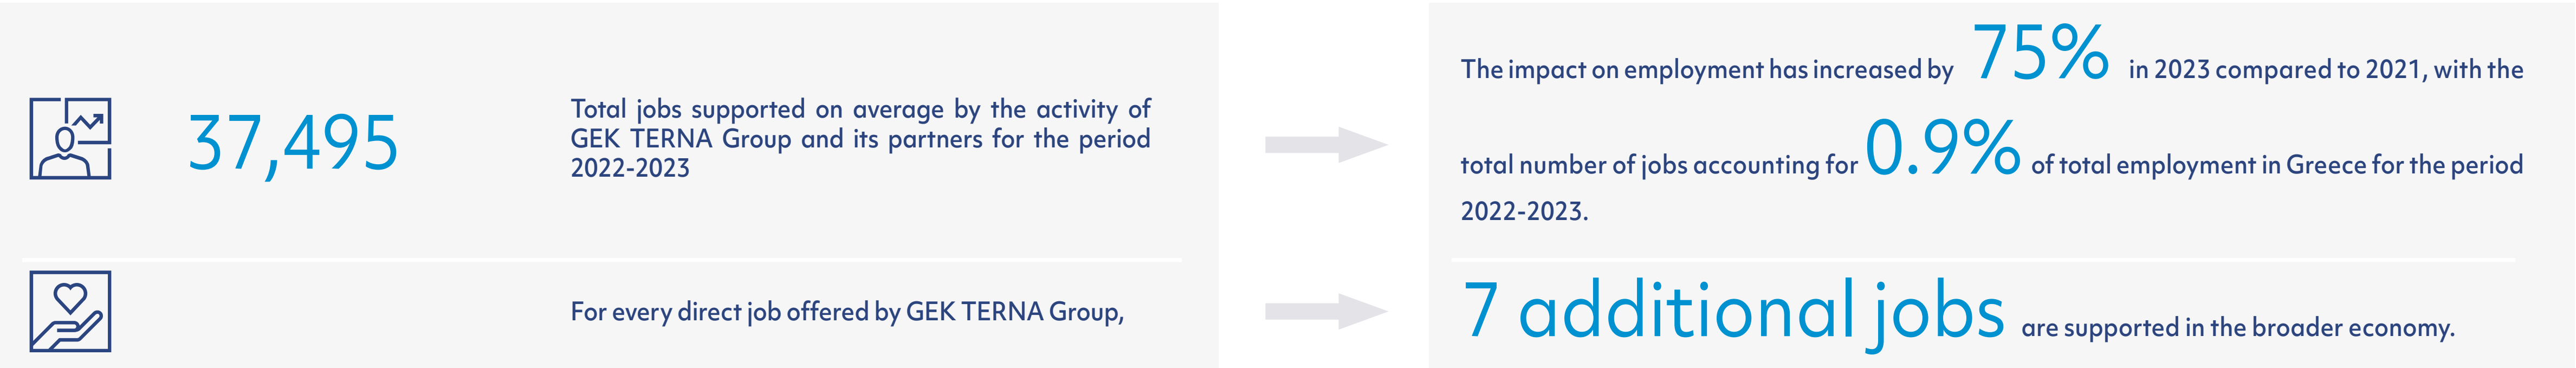 37,495
Total jobs supported on average by the activity of
GEK TERNA Group and its partners for the period
2022-2023
The impact on employment has increased by 75% in 2023 compared to 2021, with the
total number of jobs accounting for 0.9% of total employment in Greece for the period
2022-2023.
For every direct job offered by GEK TERNA Group,
7 additional jobs are supported in the broader economy.